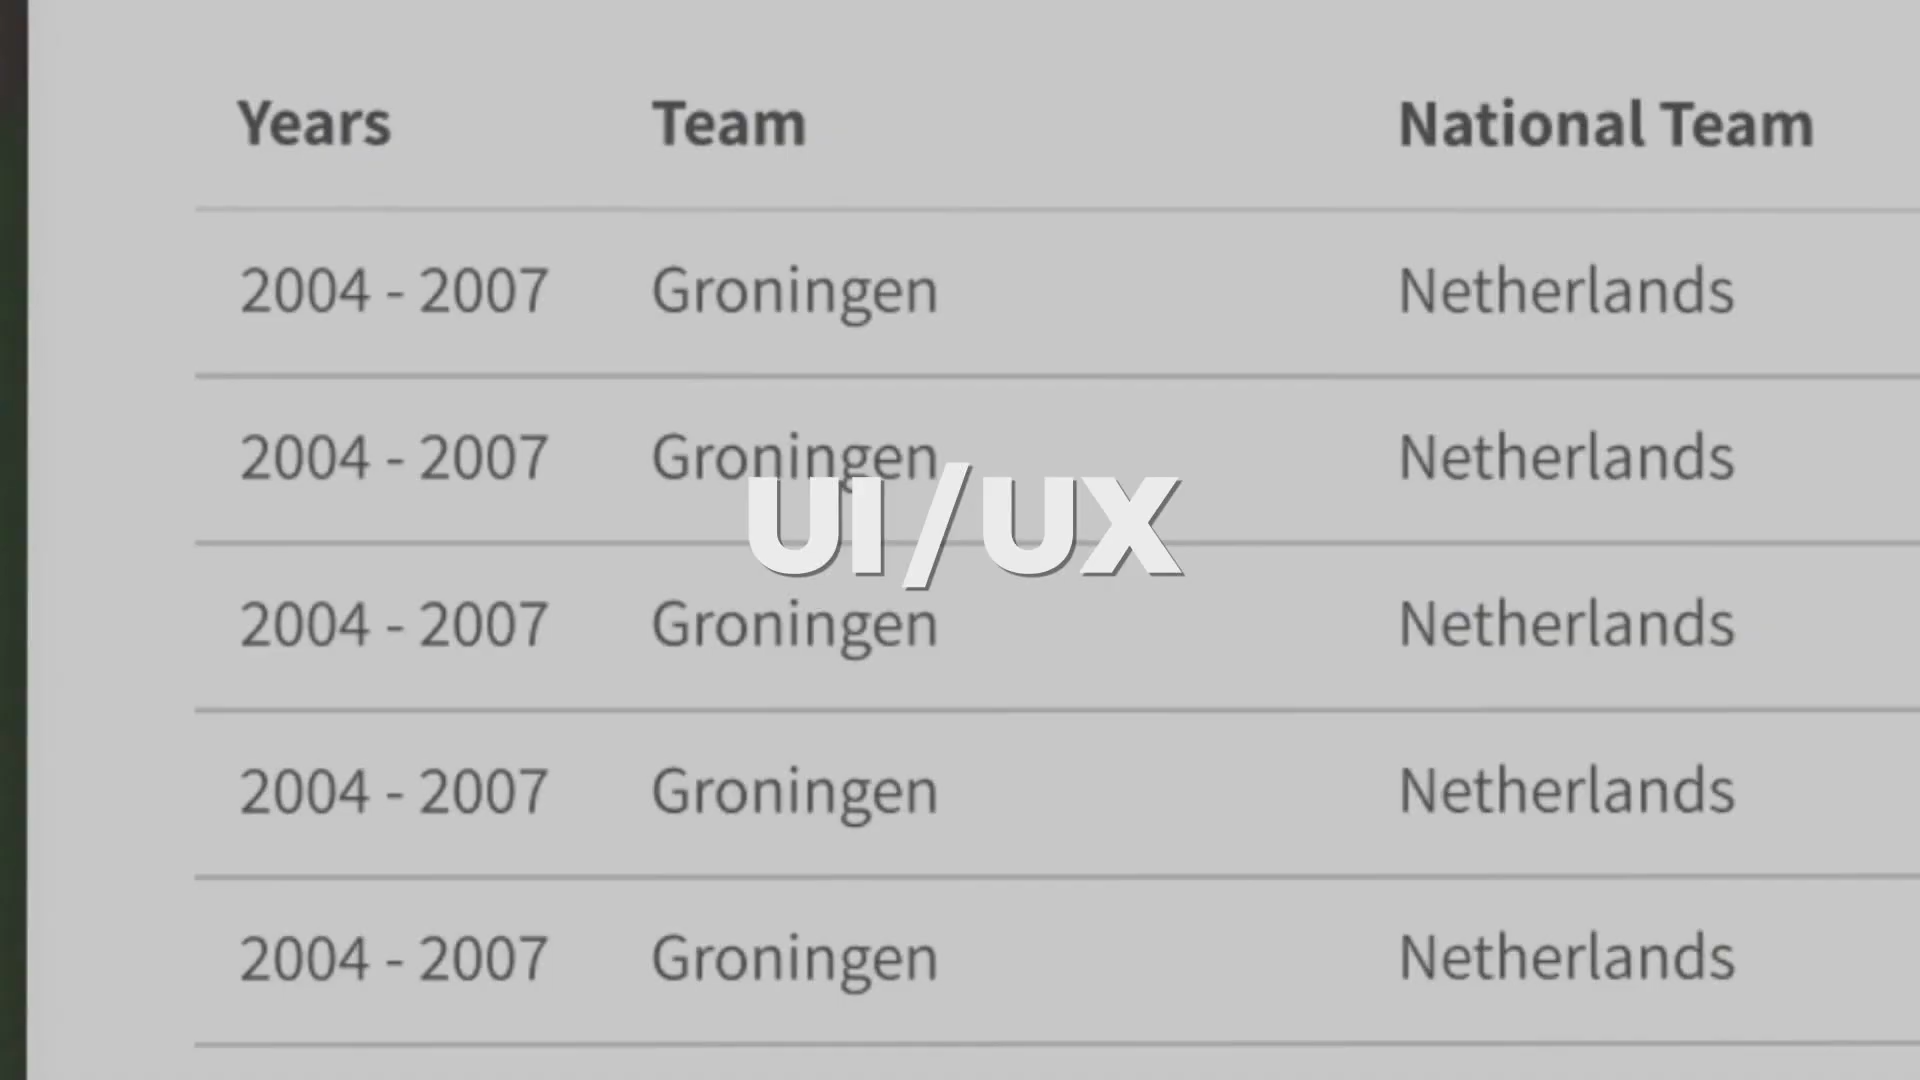 Years Team National Team
2004 - 2007 Groningen Netherlands
2004 - 2007 Groningen Netherlands
UI/UX
2004 - 2007 Groningen Netherlands
2004 - 2007 Groningen Netherlands
2004 - 2007 Groningen Netherlands